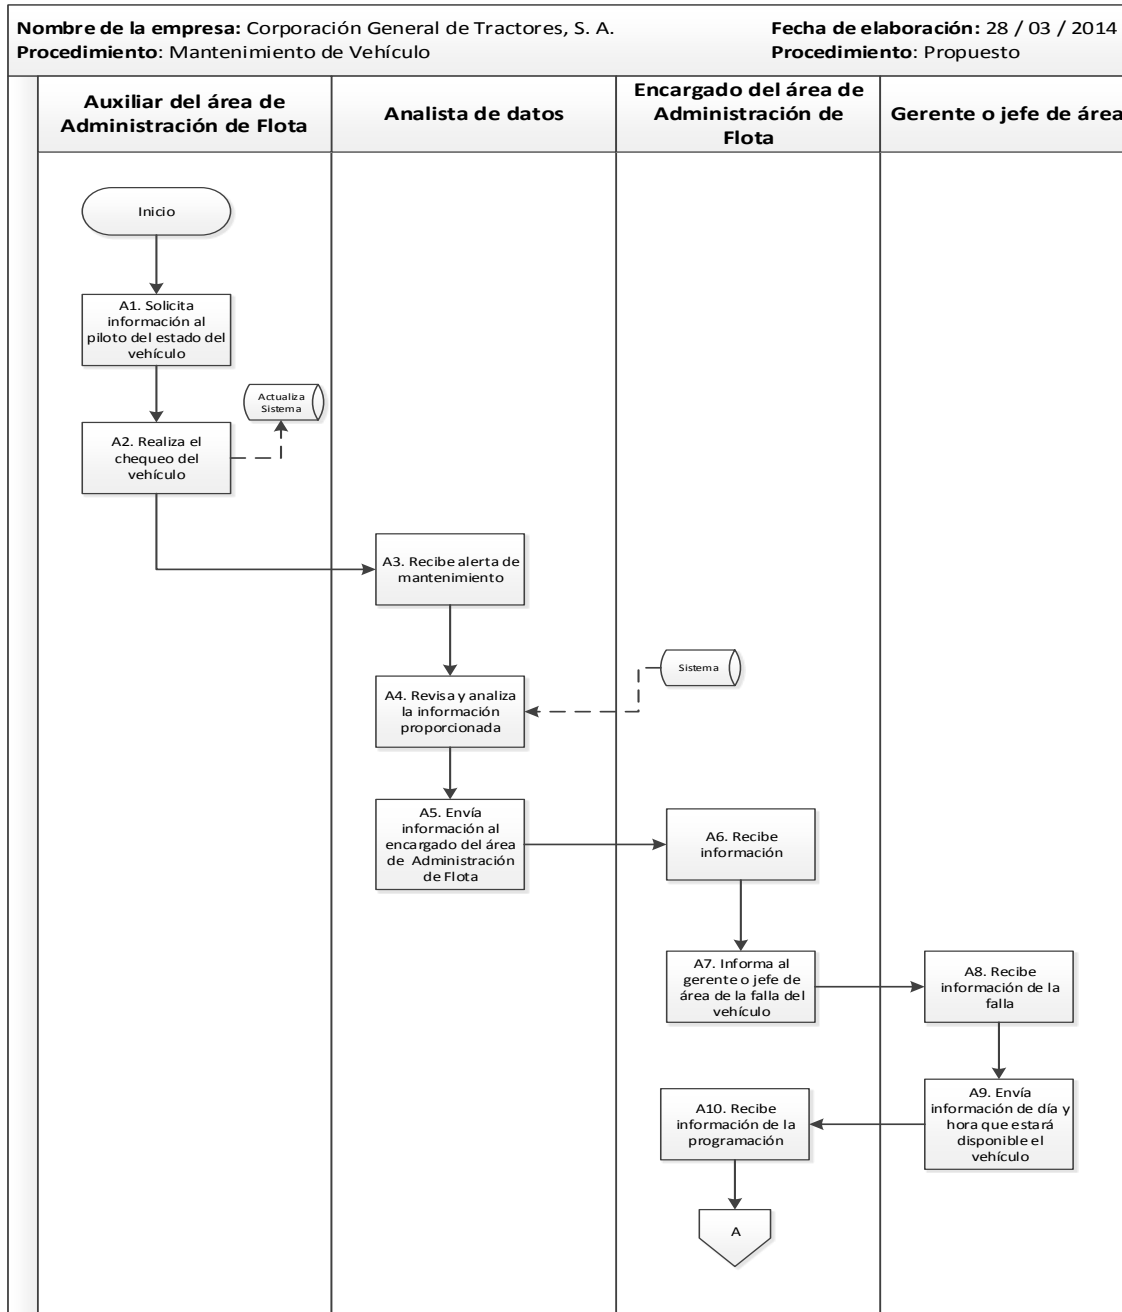 Nombre de la empresa: Corporación General de Tractores, S. A.
Fecha de elaboración: 28 / 03 / 2014
Procedimiento: Mantenimiento de Vehículo
Procedimiento: Propuesto
Auxiliar del área de
Administración de Flota
Analista de datos
Encargado del área de
Administración de
Flota
Gerente o jefe de área
Inicio
A1. Solicita
información al
piloto del estado del
vehículo
Actualiza
Sistema
A2. Realiza el
chequeo del
vehículo
A3. Recibe alerta de
mantenimiento
Sistema
A4. Revisa y analiza
la información
proporcionada
A5. Envía
información al
encargado del área
de Administración
de Flota
A6. Recibe
información
A7. Informa al
gerente o jefe de
área de la falla del
vehículo
A8. Recibe
información de la
falla
A9. Envía
información de día y
hora que estará
disponible el
vehículo
A10. Recibe
información de la
programación
A